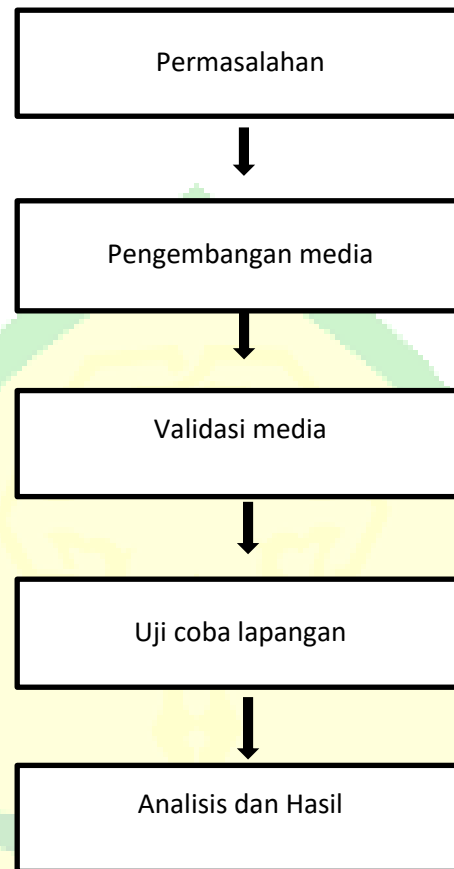 Permasalahan
Pengembangan media
Validasi media
Uji coba lapangan
Analisis dan Hasil